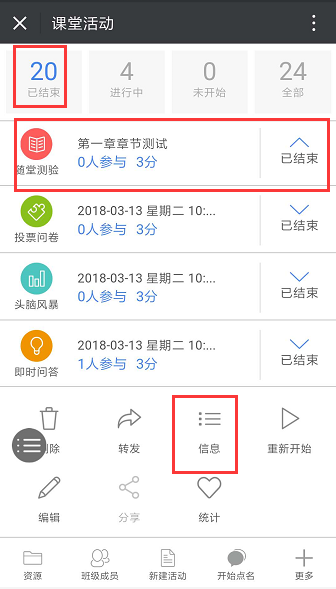 课堂活动
20 4 0 24
已结束 进行中 未开始 全部
第一章章节测试
随堂测验 0人参与 3分 已结束
2018-03-13 星期二 10:...
投票问卷 0人参与 3分 已结束
2018-03-13 星期二 10:...
头脑风暴 0人参与 3分 已结束
2018-03-13 星期二 10:...
即时问答 1人参与 3分 已结束
删除 转发 信息 重新开始
编辑 分享 统计
资源 班级成员 新建活动 开始点名 更多